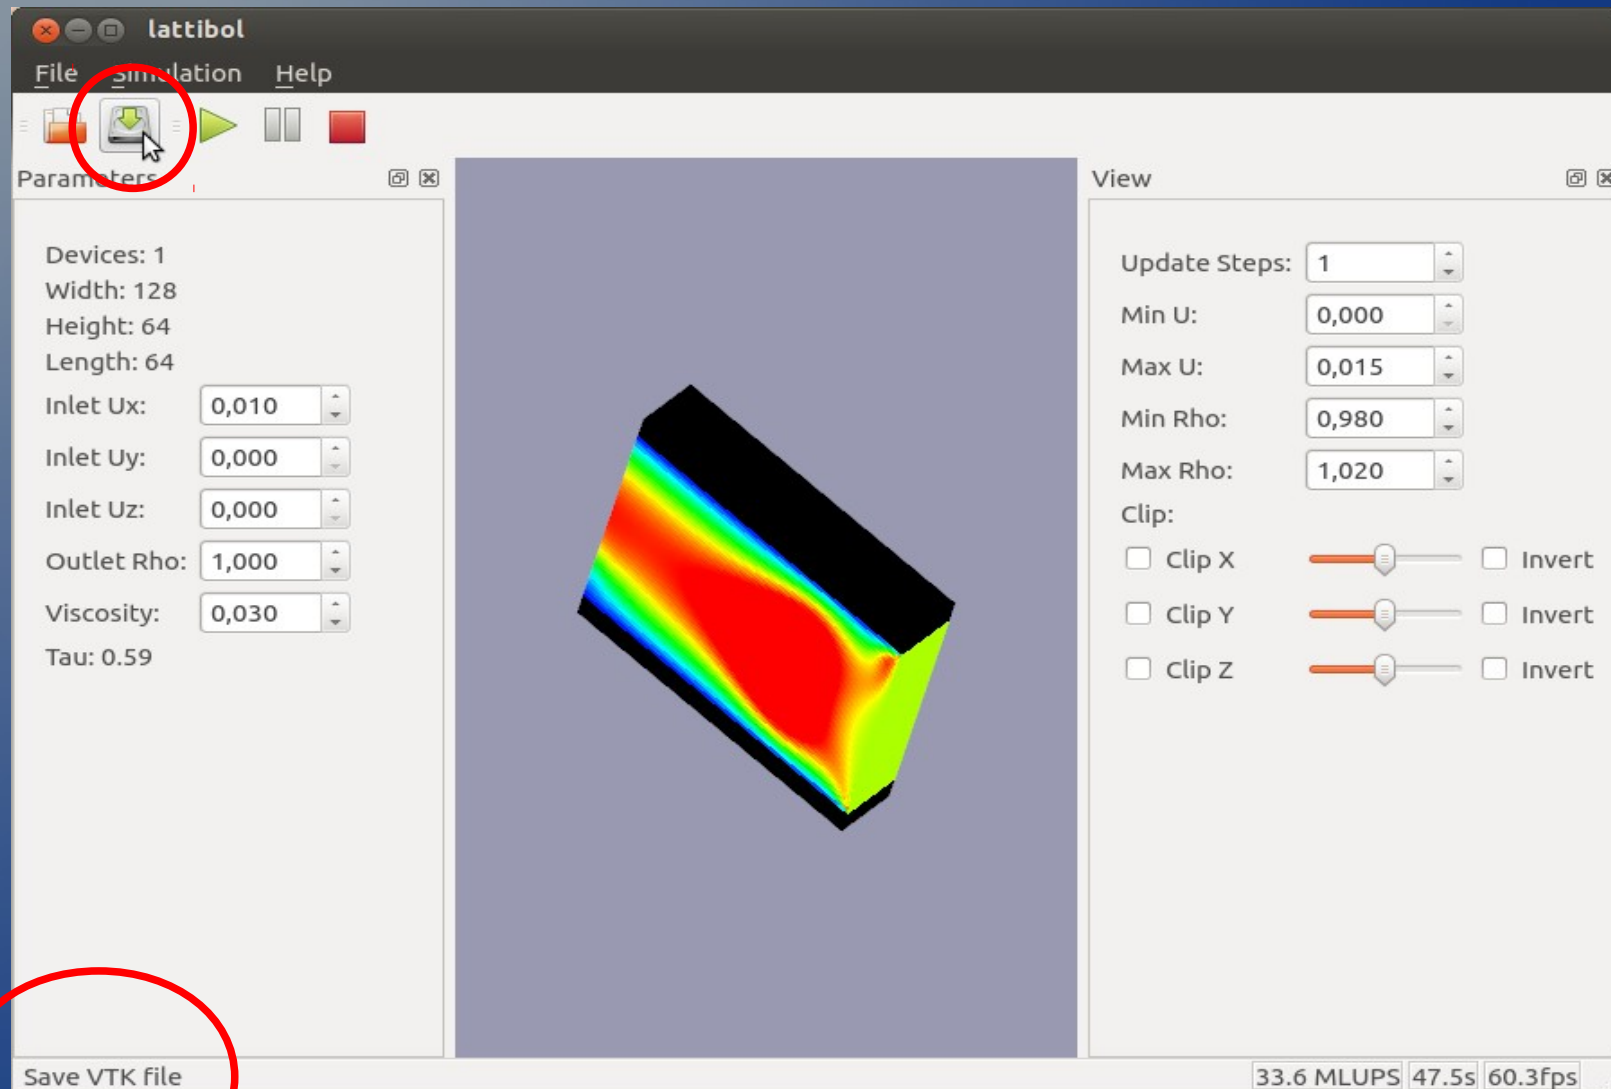 lattibol
File Simulation Help
Parameters
Devices: 1
Width: 128
Height: 64
Length: 64
Inlet Ux: 0,010
Inlet Uy: 0,000
Inlet Uz: 0,000
Outlet Rho: 1,000
Viscosity: 0,030
Tau: 0.59
View
Update Steps: 1
Min U: 0,000
Max U: 0,015
Min Rho: 0,980
Max Rho: 1,020
Clip:
Clip X Invert
Clip Y Invert
Clip Z Invert
Save VTK file
33.6 MLUPS 47.5s 60.3fps